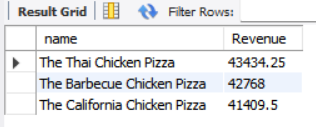 Result Grid Filter Rows:
name Revenue
The Thai Chicken Pizza 43434.25
The Barbecue Chicken Pizza 42768
The California Chicken Pizza 41409.5